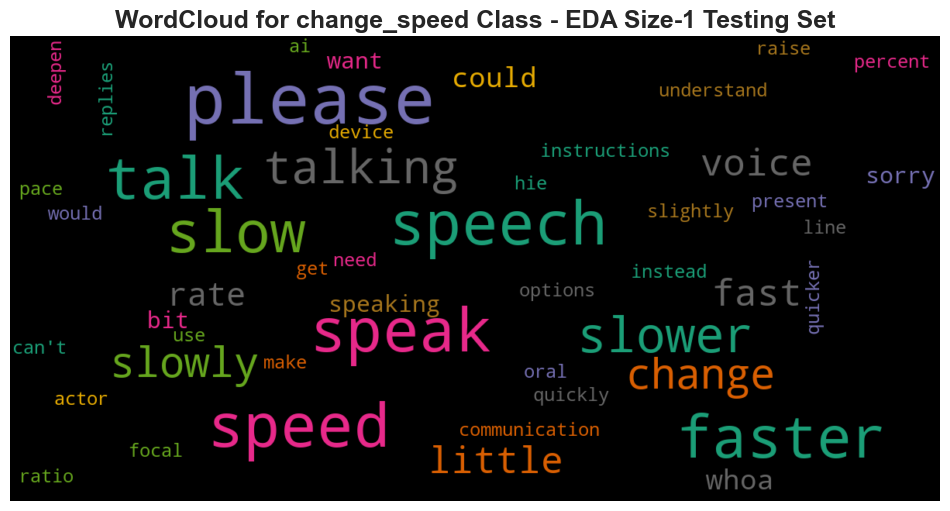 WordCloud for change_speed Class - EDA Size-1 Testing Set
ai
raise
deepen
want
percent
replies
could
please
understand
device
instructions
talk
talking
voice
hie
sorry
pace
would
slightly
present
slow
speech
line
need
get
instead
quicker
rate
options
fast
speaking
bit
use
speak
slower
can't
slowly
make
oral
change
quickly
actor
speed
communication
faster
focal
little
ratio
whoa